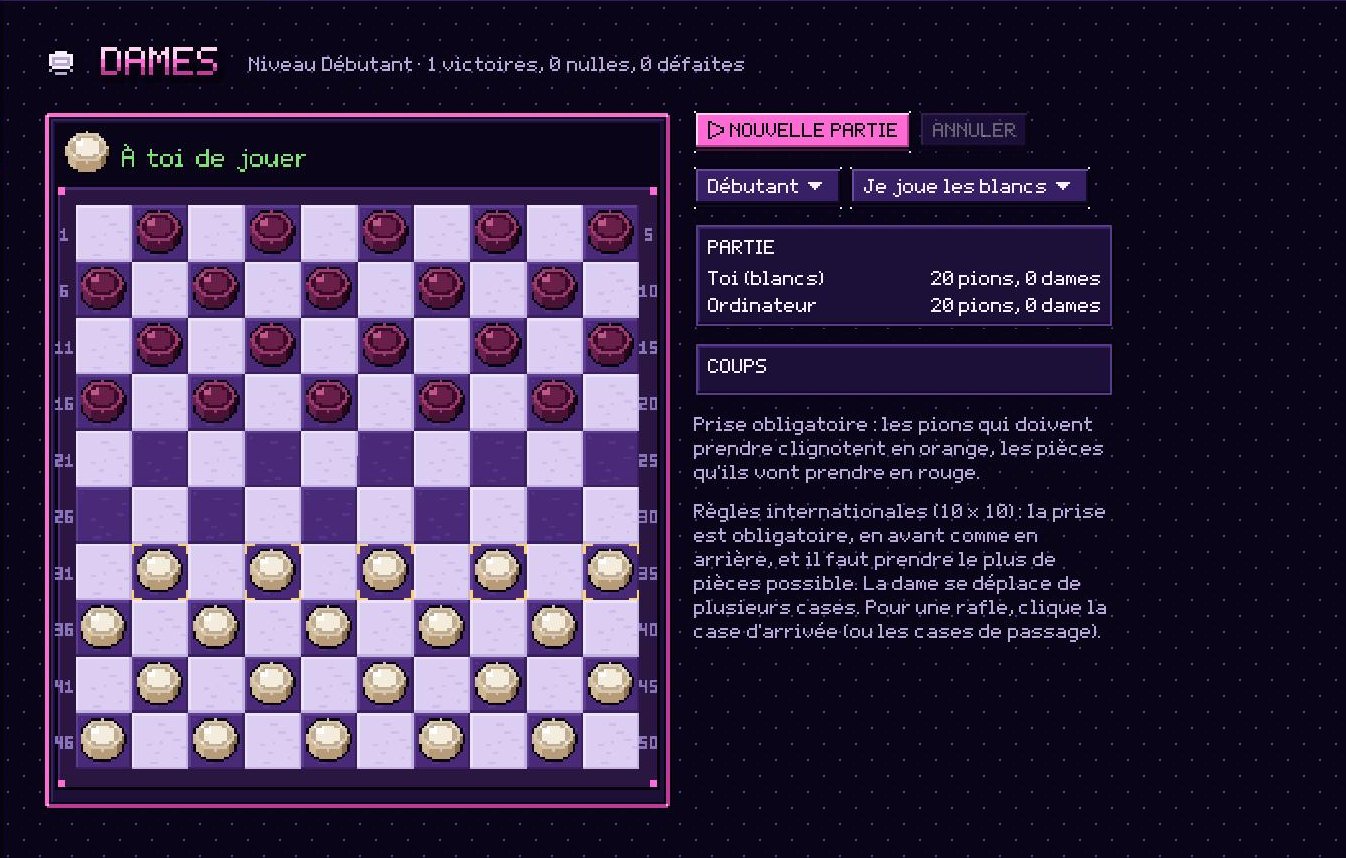 DAMES
Niveau Débutant · 1 victoires, 0 nulles, 0 défaites
À toi de jouer
1 5
6 10
11 15
16 20
21 25
26 30
31 35
36 40
41 45
46 50
NOUVELLE PARTIE
ANNULER
Débutant
Je joue les blancs
PARTIE
Toi (blancs) 20 pions, 0 dames
Ordinateur 20 pions, 0 dames
COUPS
Prise obligatoire : les pions qui doivent
prendre clignotent en orange, les pièces
qu'ils vont prendre en rouge.
Règles internationales (10 x 10) : la prise
est obligatoire, en avant comme en
arrière, et il faut prendre le plus de
pièces possible. La dame se déplace de
plusieurs cases. Pour une rafle, clique la
case d'arrivée (ou les cases de passage).